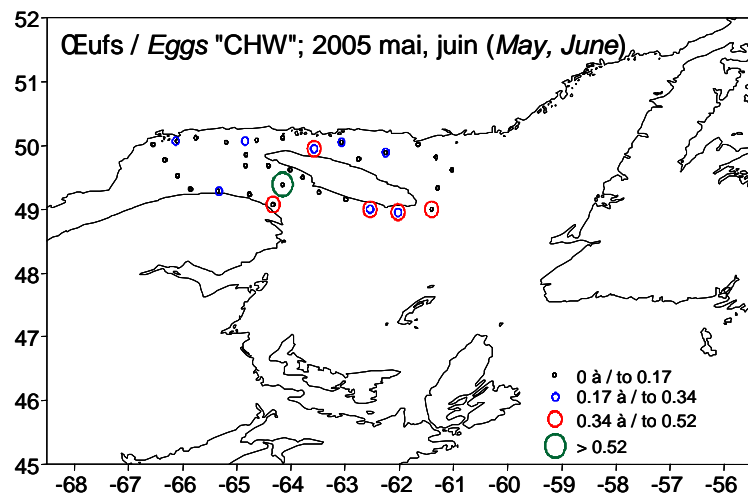 Œufs / Eggs "CHW"; 2005 mai, juin (May, June)
52
51
50
49
48
47
46
45
0 à / to 0.17
0.17 à / to 0.34
0.34 à / to 0.52
> 0.52
-68 -67 -66 -65 -64 -63 -62 -61 -60 -59 -58 -57 -56